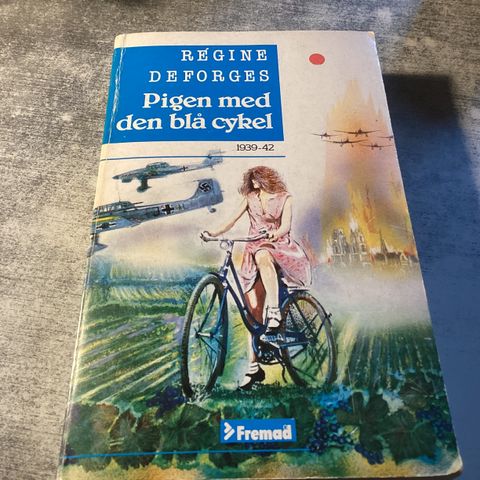 RÉGINE
DEFORGES
Pigen med
den blå cykel
1939-42
Fremad